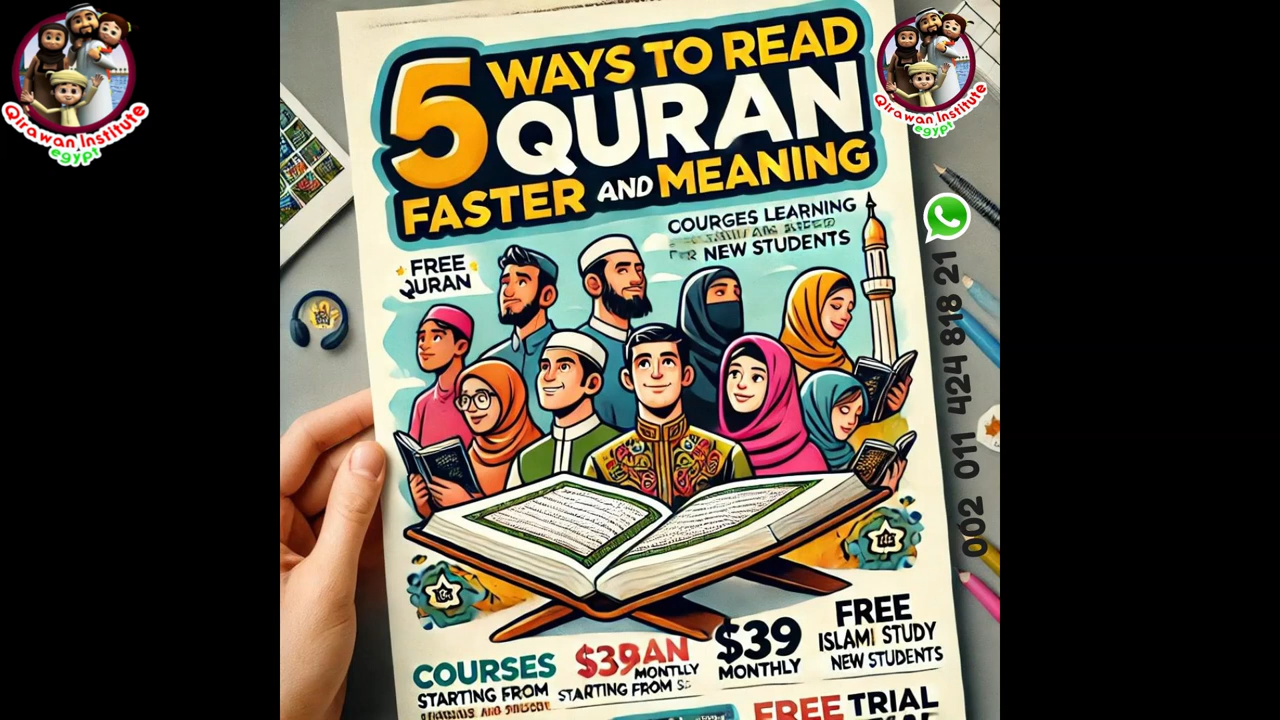 Qirawan Institute
egypt
Qirawan Institute
egypt
5 WAYS TO READ
QURAN
FASTER AND MEANING
COURGES LEARNING
NEW STUDENTS
FREE
QURAN
002 011 424 818 21
COURSES
STARTING FROM
$39AN
MONTLLY
STARTING FROM
$39
MONTHLY
FREE
ISLAMI STUDY
NEW STUDENTS
FREE TRIAL